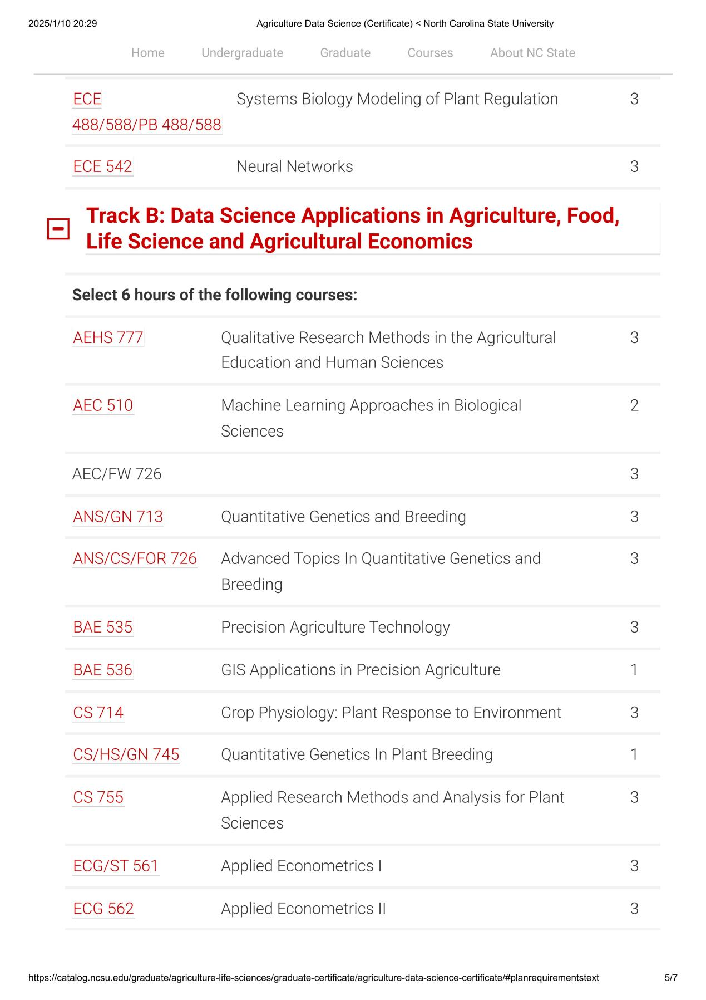 2025/1/10 20:29 Agriculture Data Science (Certificate) < North Carolina State University
Home Undergraduate Graduate Courses About NC State
ECE Systems Biology Modeling of Plant Regulation 3
488/588/PB 488/588
ECE 542 Neural Networks 3
Track B: Data Science Applications in Agriculture, Food,
Life Science and Agricultural Economics
Select 6 hours of the following courses:
AEHS 777 Qualitative Research Methods in the Agricultural 3
Education and Human Sciences
AEC 510 Machine Learning Approaches in Biological 2
Sciences
AEC/FW 726 3
ANS/GN 713 Quantitative Genetics and Breeding 3
ANS/CS/FOR 726 Advanced Topics In Quantitative Genetics and 3
Breeding
BAE 535 Precision Agriculture Technology 3
BAE 536 GIS Applications in Precision Agriculture 1
CS 714 Crop Physiology: Plant Response to Environment 3
CS/HS/GN 745 Quantitative Genetics In Plant Breeding 1
CS 755 Applied Research Methods and Analysis for Plant 3
Sciences
ECG/ST 561 Applied Econometrics I 3
ECG 562 Applied Econometrics II 3
https://catalog.ncsu.edu/graduate/agriculture-life-sciences/graduate-certificate/agriculture-data-science-certificate/#planrequirementstext 5/7